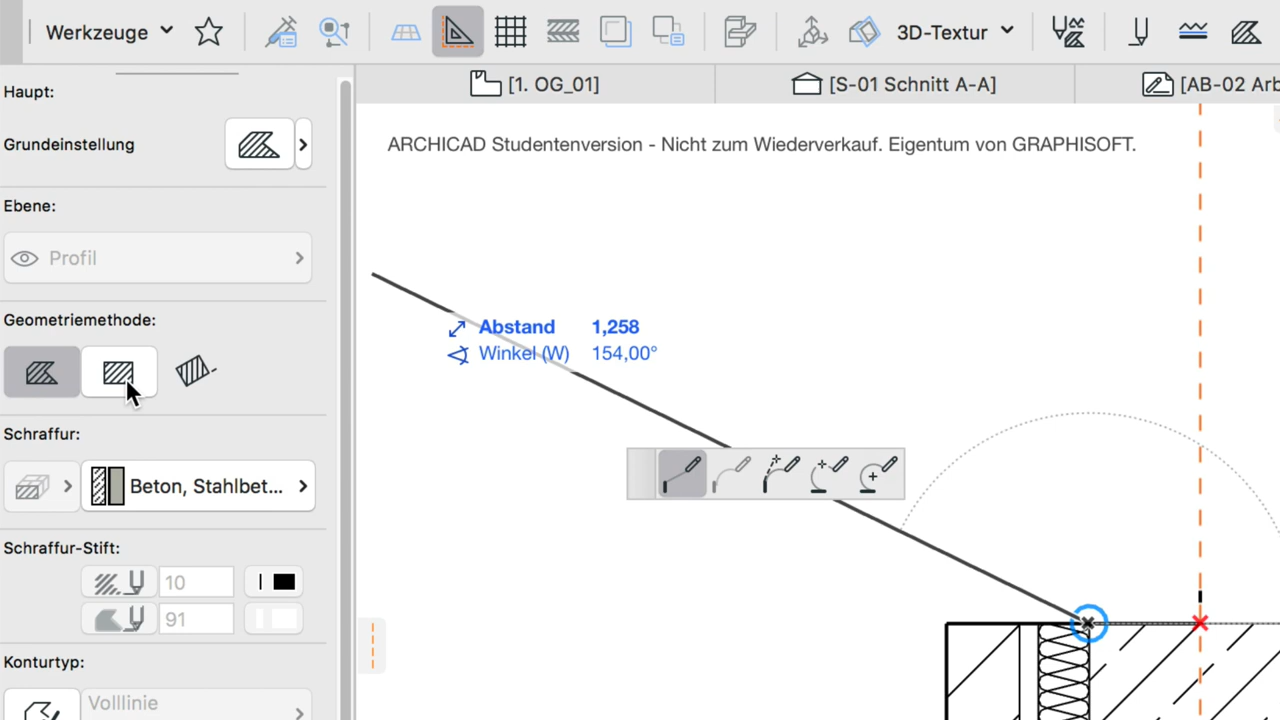 Werkzeuge
3D-Textur
Haupt:
[1. OG_01]
[S-01 Schnitt A-A]
[AB-02 Arb
Grundeinstellung
ARCHICAD Studentenversion - Nicht zum Wiederverkauf. Eigentum von GRAPHISOFT.
Ebene:
Profil
Geometriemethode:
Abstand 1,258
Winkel (W) 154,00°
Schraffur:
Beton, Stahlbet...
Schraffur-Stift:
10
91
Konturtyp:
Volllinie